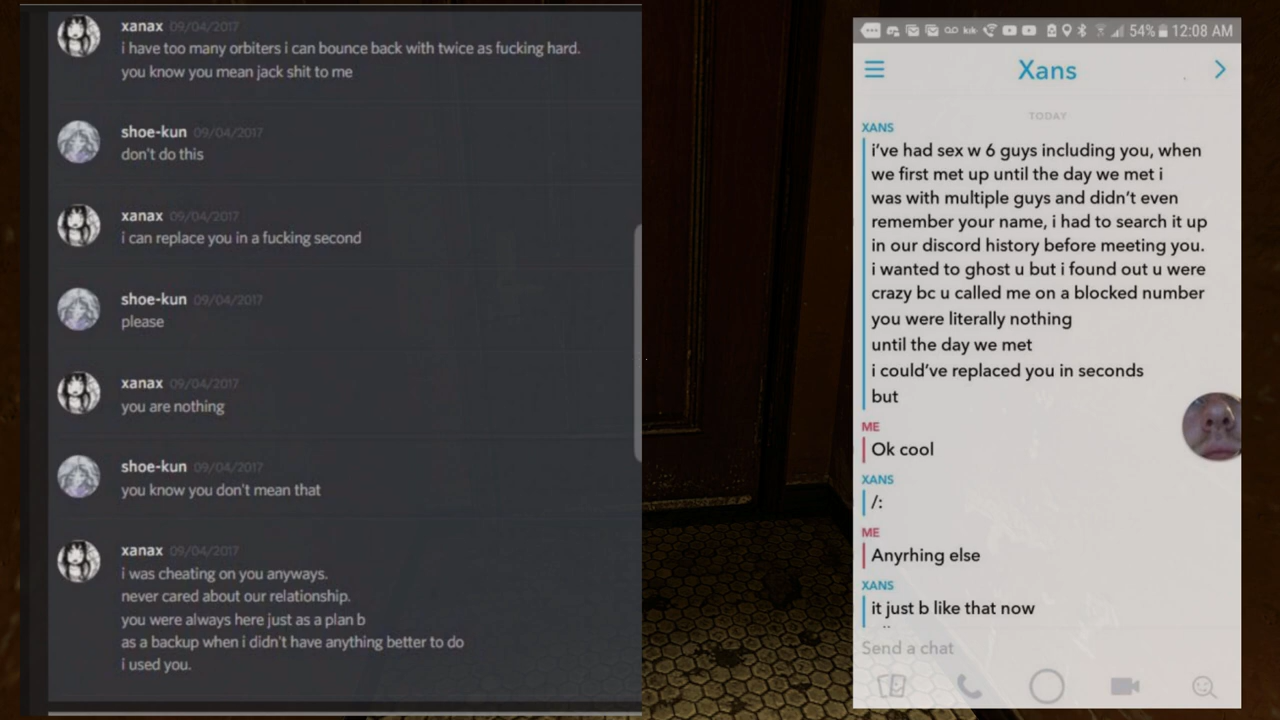 xanax 09/04/2017
i have too many orbiters i can bounce back with twice as fucking hard.
you know you mean jack shit to me
shoe-kun 09/04/2017
don't do this
xanax 09/04/2017
i can replace you in a fucking second
shoe-kun 09/04/2017
please
xanax 09/04/2017
you are nothing
shoe-kun 09/04/2017
you know you don't mean that
xanax 09/04/2017
i was cheating on you anyways.
never cared about our relationship.
you were always here just as a plan b
as a backup when i didn't have anything better to do
i used you.
kik 54% 12:08 AM
Xans
TODAY
XANS
i've had sex w 6 guys including you, when
we first met up until the day we met i
was with multiple guys and didn't even
remember your name, i had to search it up
in our discord history before meeting you.
i wanted to ghost u but i found out u were
crazy bc u called me on a blocked number
you were literally nothing
until the day we met
i could've replaced you in seconds
but
ME
Ok cool
XANS
/:
ME
Anyrhing else
XANS
it just b like that now
Send a chat